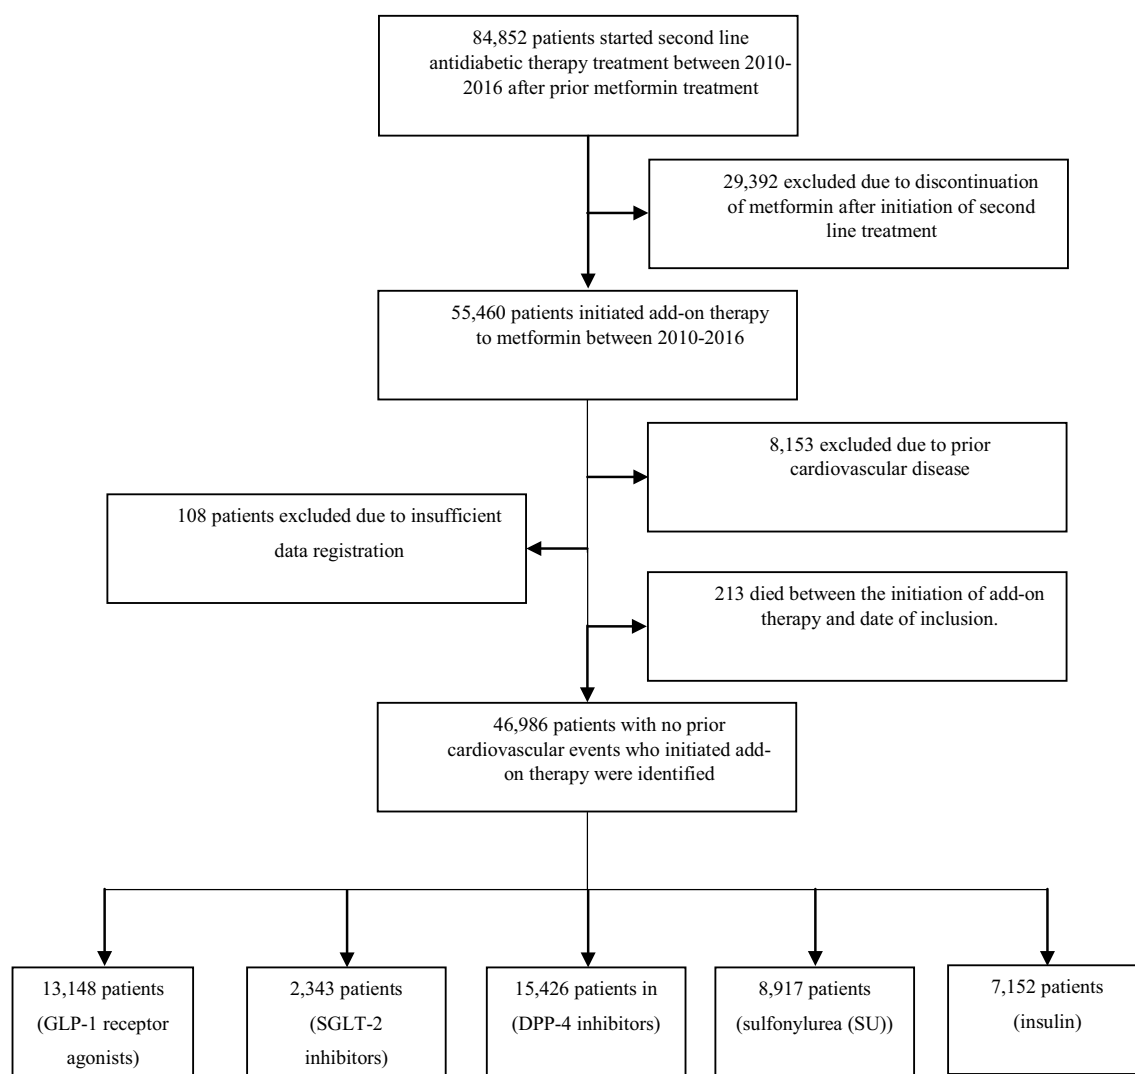 84,852 patients started second line
antidiabetic therapy treatment between 2010-
2016 after prior metformin treatment
29,392 excluded due to discontinuation
of metformin after initiation of second
line treatment
55,460 patients initiated add-on therapy
to metformin between 2010-2016
8,153 excluded due to prior
cardiovascular disease
108 patients excluded due to insufficient
data registration
213 died between the initiation of add-on
therapy and date of inclusion.
46,986 patients with no prior
cardiovascular events who initiated add-
on therapy were identified
13,148 patients
(GLP-1 receptor
agonists)
2,343 patients
(SGLT-2
inhibitors)
15,426 patients in
(DPP-4 inhibitors)
8,917 patients
(sulfonylurea (SU))
7,152 patients
(insulin)